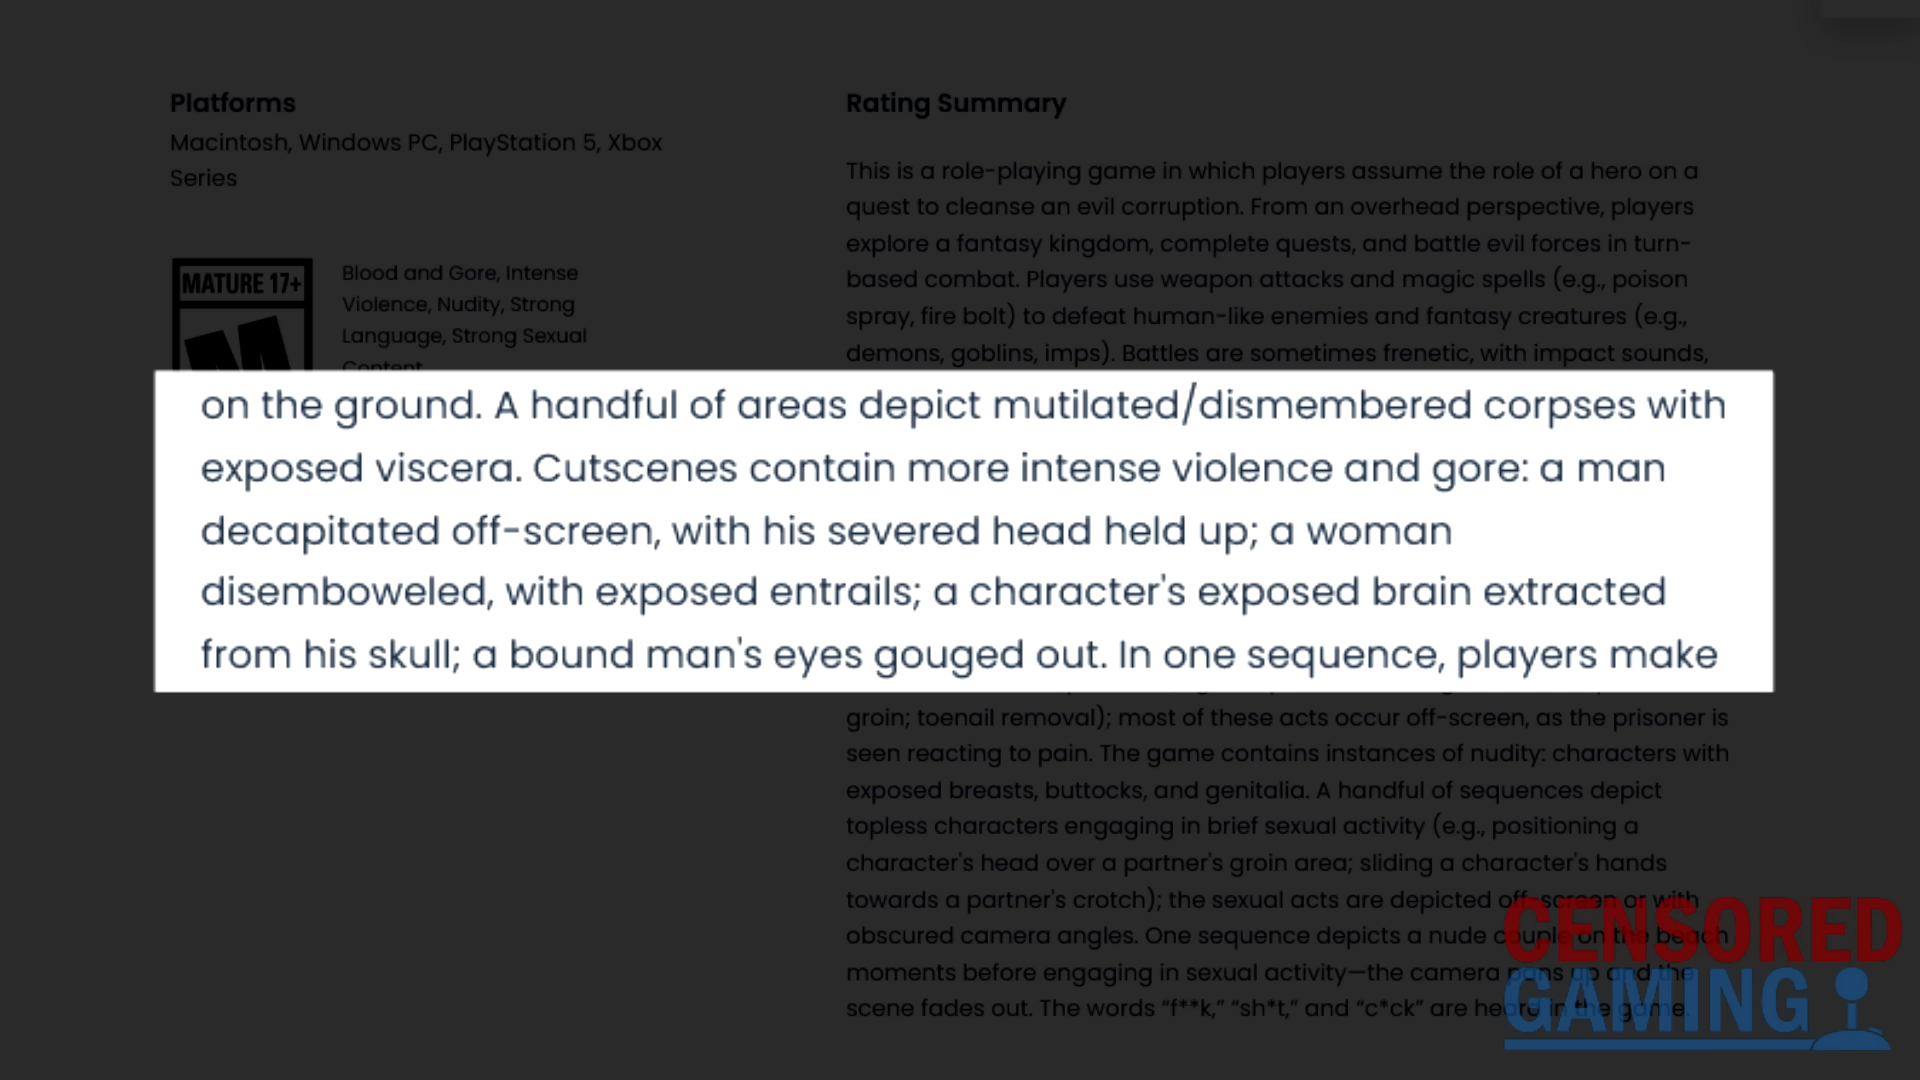 Platforms
Macintosh, Windows PC, PlayStation 5, Xbox
Series
MATURE 17+
M
Blood and Gore, Intense
Violence, Nudity, Strong
Language, Strong Sexual
Content
Rating Summary
This is a role-playing game in which players assume the role of a hero on a
quest to cleanse an evil corruption. From an overhead perspective, players
explore a fantasy kingdom, complete quests, and battle evil forces in turn-
based combat. Players use weapon attacks and magic spells (e.g., poison
spray, fire bolt) to defeat human-like enemies and fantasy creatures (e.g.,
demons, goblins, imps). Battles are sometimes frenetic, with impact sounds,
on the ground. A handful of areas depict mutilated/dismembered corpses with
exposed viscera. Cutscenes contain more intense violence and gore: a man
decapitated off-screen, with his severed head held up; a woman
disemboweled, with exposed entrails; a character's exposed brain extracted
from his skull; a bound man's eyes gouged out. In one sequence, players make
groin; toenail removal); most of these acts occur off-screen, as the prisoner is
seen reacting to pain. The game contains instances of nudity: characters with
exposed breasts, buttocks, and genitalia. A handful of sequences depict
topless characters engaging in brief sexual activity (e.g., positioning a
character's head over a partner's groin area; sliding a character's hands
towards a partner's crotch); the sexual acts are depicted off-screen or with
obscured camera angles. One sequence depicts a nude couple on the beach
moments before engaging in sexual activity—the camera pans up and the
scene fades out. The words “f**k,” “sh*t,” and “c*ck” are heard in the game.
CENSORED
GAMING